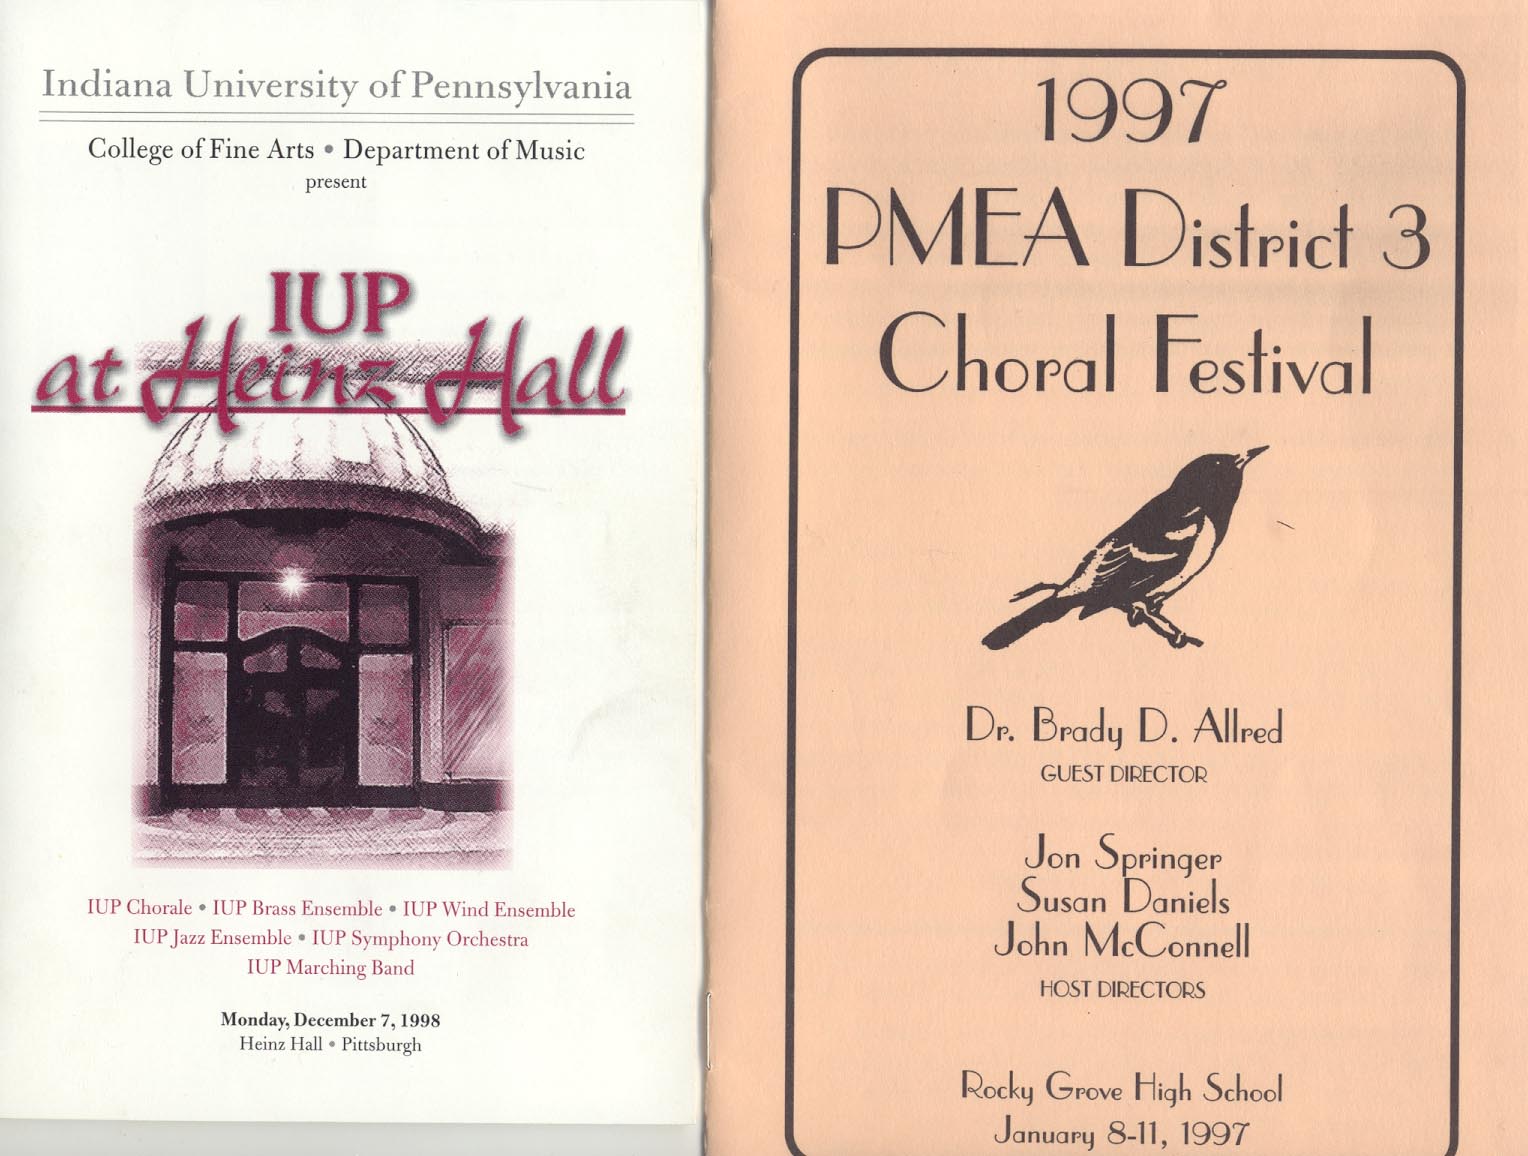 Indiana University of Pennsylvania
College of Fine Arts • Department of Music
present
IUP
at Heinz Hall
IUP Chorale • IUP Brass Ensemble • IUP Wind Ensemble
IUP Jazz Ensemble • IUP Symphony Orchestra
IUP Marching Band
Monday, December 7, 1998
Heinz Hall • Pittsburgh
1997
PMEA District 3
Choral Festival
Dr. Brady D. Allred
GUEST DIRECTOR
Jon Springer
Susan Daniels
John McConnell
HOST DIRECTORS
Rocky Grove High School
January 8-11, 1997